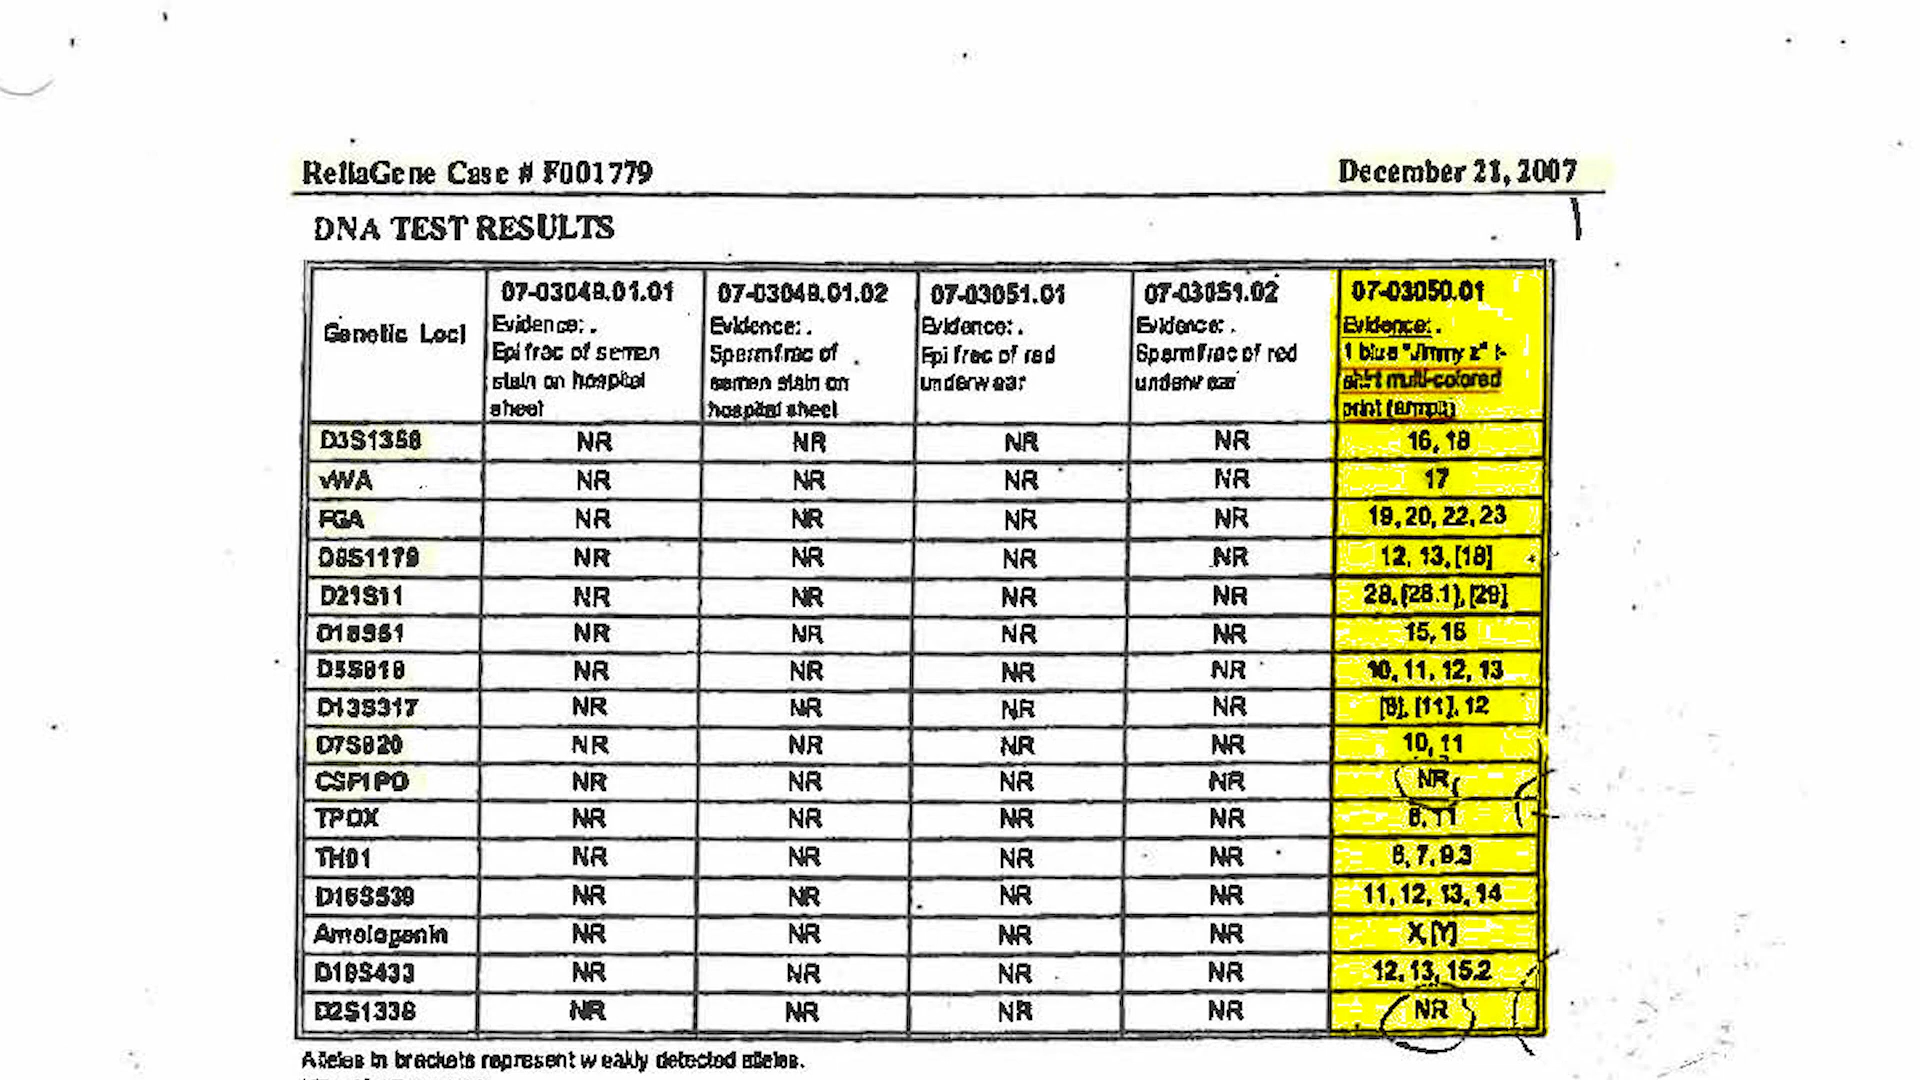 ReliaGene Case # F001779 December 21, 2007
DNA TEST RESULTS
Genetic Loci 07-03049.01.01 07-03049.01.02 07-03051.01 07-03051.02 07-03050.01
Evidence: . Evidence: . Evidence: . Evidence: . Evidence: .
Epi frac of semen Sperm frac of Epi frac of red Sperm frac of red 1 blue "Jimmy z" t-
stain on hospital semen stain on underwear underwear shirt multi-colored
sheet hospital sheet print (armpit)
D3S1358 NR NR NR NR 16, 18
vWA NR NR NR NR 17
FGA NR NR NR NR 19, 20, 22, 23
D8S1179 NR NR NR NR 12, 13, [18]
D21S11 NR NR NR NR 28, [28.1], [29]
D18S51 NR NR NR NR 15, 16
D5S818 NR NR NR NR 10, 11, 12, 13
D13S317 NR NR NR NR [8], [11], 12
D7S820 NR NR NR NR 10, 11
CSF1PO NR NR NR NR NR
TPOX NR NR NR NR 8, 11
TH01 NR NR NR NR 6, 7, 9.3
D16S539 NR NR NR NR 11, 12, 13, 14
Amelogenin NR NR NR NR X, [Y]
D19S433 NR NR NR NR 12, 13, 15.2
D2S1338 NR NR NR NR NR
Alleles in brackets represent weakly detected alleles.